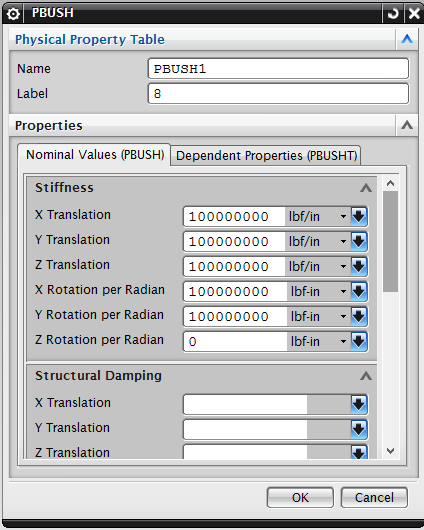 PBUSH
Physical Property Table
Name PBUSH1
Label 8
Properties
Nominal Values (PBUSH) Dependent Properties (PBUSHT)
Stiffness
X Translation 100000000 lbf/in
Y Translation 100000000 lbf/in
Z Translation 100000000 lbf/in
X Rotation per Radian 100000000 lbf-in
Y Rotation per Radian 100000000 lbf-in
Z Rotation per Radian 0 lbf-in
Structural Damping
X Translation
Y Translation
Z Translation
OK Cancel